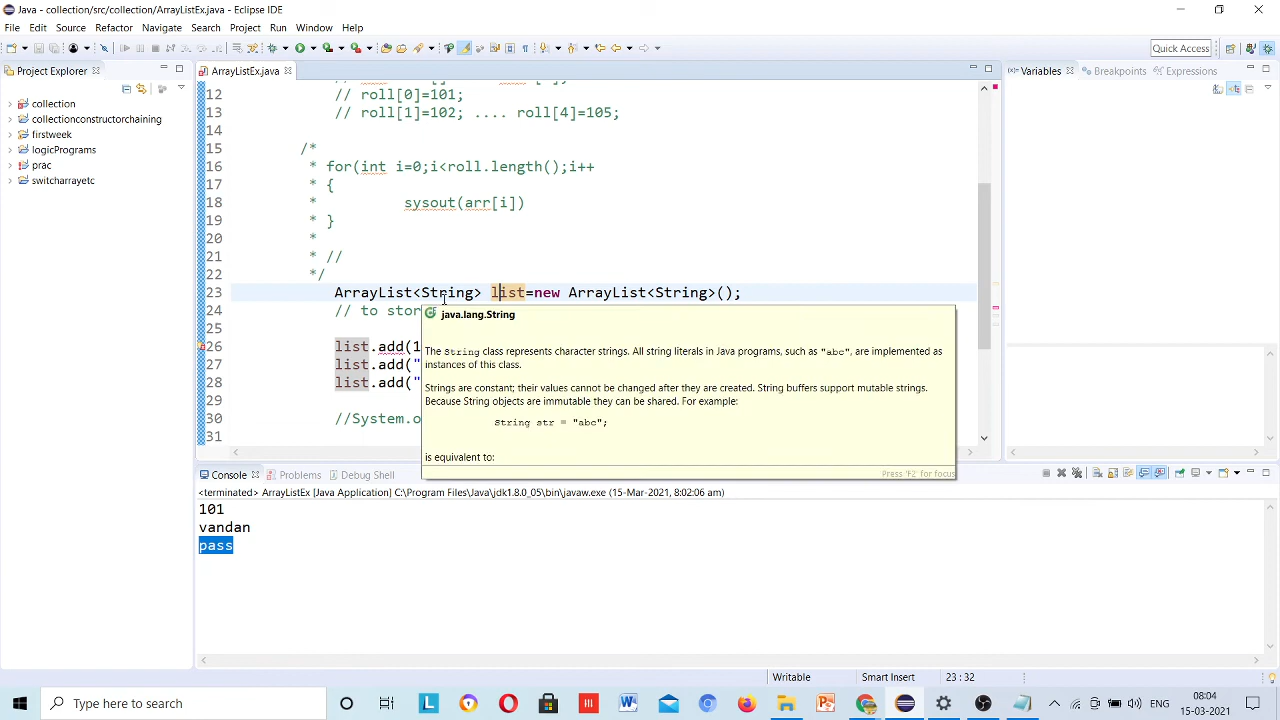 Java - collection/src/collection/ArrayListEx.java - Eclipse IDE
File Edit Source Refactor Navigate Search Project Run Window Help
Quick Access
Project Explorer
ArrayListEx.java
Variables Breakpoints Expressions
collection
collectionconstructorchaining
firstweek
logicPrograms
prac
switcharrayetc
12 // roll[0]=101;
13 // roll[1]=102; .... roll[4]=105;
14
15 /*
16 * for(int i=0;i<roll.length();i++
17 * {
18 * sysout(arr[i])
19 * }
20 *
21 * //
22 */
23 ArrayList<String> list=new ArrayList<String>();
24 // to stor
25
26 list.add(1
27 list.add("
28 list.add("
29
30 //System.o
31
java.lang.String
The String class represents character strings. All string literals in Java programs, such as "abc", are implemented as
instances of this class.
Strings are constant; their values cannot be changed after they are created. String buffers support mutable strings.
Because String objects are immutable they can be shared. For example:
String str = "abc";
is equivalent to:
Press 'F2' for focus
Console Problems Debug Shell
<terminated> ArrayListEx [Java Application] C:\Program Files\Java\jdk1.8.0_05\bin\javaw.exe (15-Mar-2021, 8:02:06 am)
101
vandan
pass
Writable Smart Insert 23 : 32
Type here to search
ENG
08:04
15-03-2021